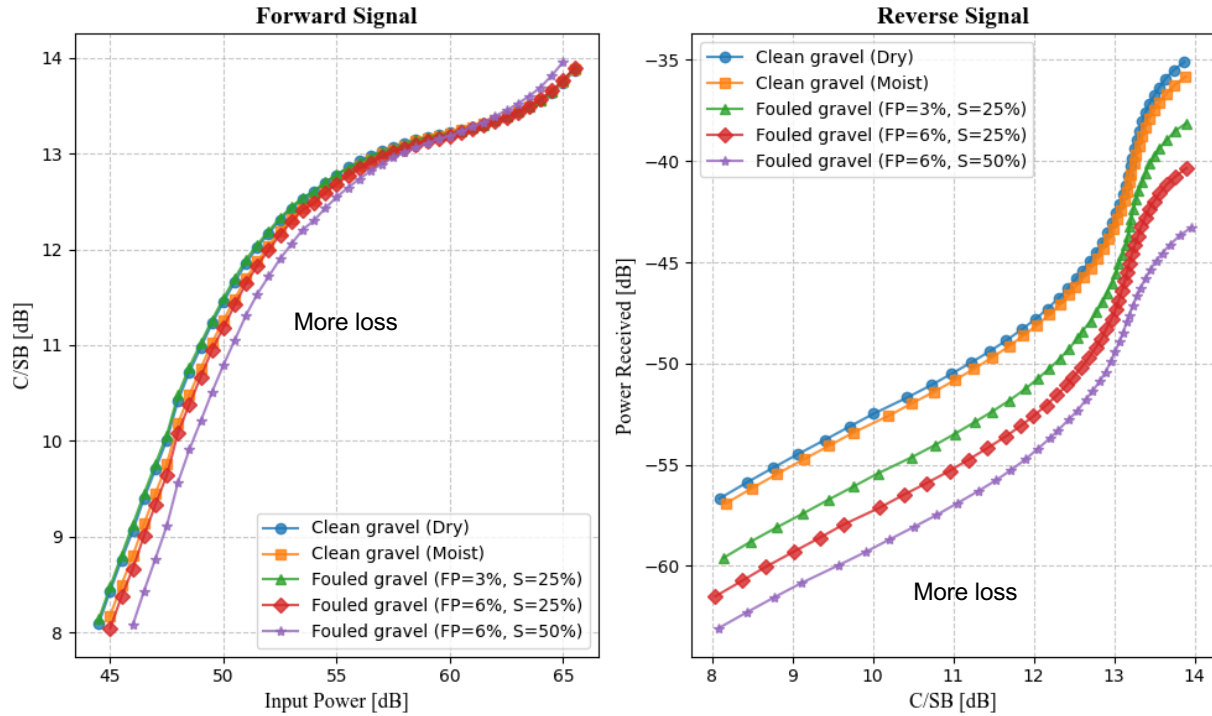 Forward Signal
C/SB [dB]
14
13
12
11
10
9
8
More loss
Clean gravel (Dry)
Clean gravel (Moist)
Fouled gravel (FP=3%, S=25%)
Fouled gravel (FP=6%, S=25%)
Fouled gravel (FP=6%, S=50%)
45 50 55 60 65
Input Power [dB]
Reverse Signal
Power Received [dB]
−35
−40
−45
−50
−55
−60
Clean gravel (Dry)
Clean gravel (Moist)
Fouled gravel (FP=3%, S=25%)
Fouled gravel (FP=6%, S=25%)
Fouled gravel (FP=6%, S=50%)
More loss
8 9 10 11 12 13 14
C/SB [dB]